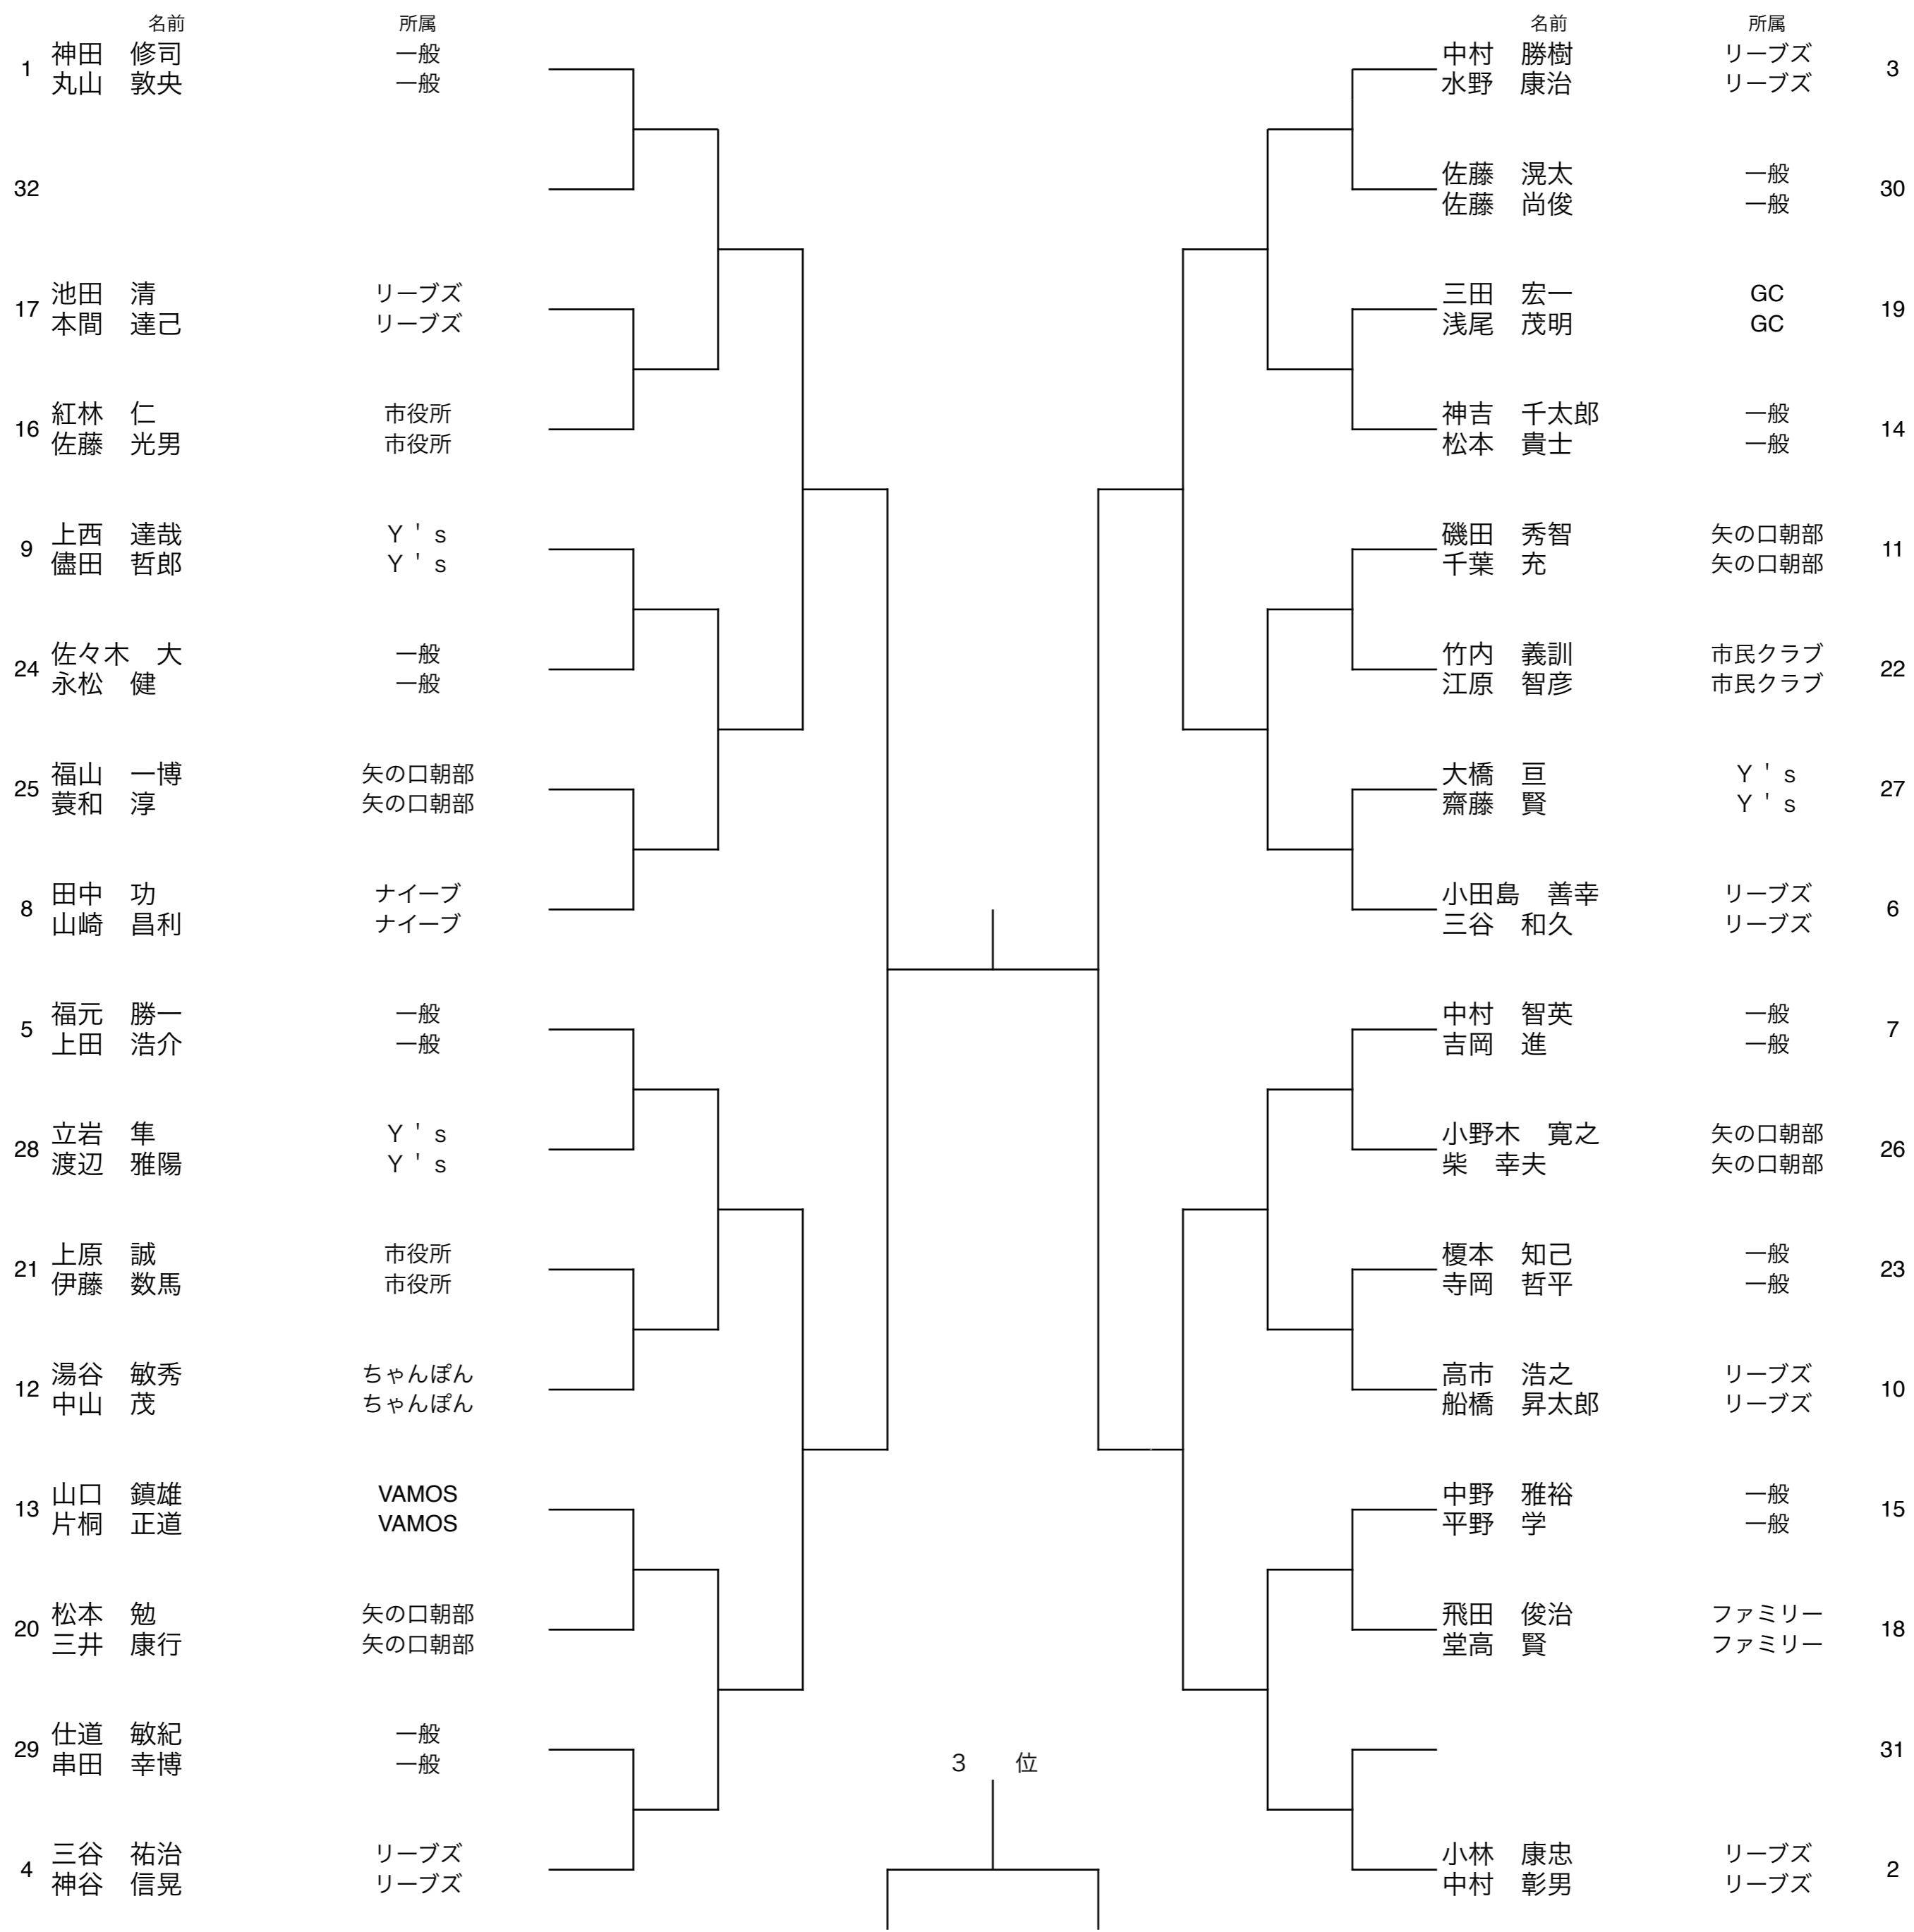 名前 所属
1 神田 修司 一般
丸山 敦央 一般
32
17 池田 清 リーブズ
本間 達己 リーブズ
16 紅林 仁 市役所
佐藤 光男 市役所
9 上西 達哉 Ｙ＇ｓ
儘田 哲郎 Ｙ＇ｓ
24 佐々木 大 一般
永松 健 一般
25 福山 一博 矢の口朝部
蓑和 淳 矢の口朝部
8 田中 功 ナイーブ
山崎 昌利 ナイーブ
5 福元 勝一 一般
上田 浩介 一般
28 立岩 隼 Ｙ＇ｓ
渡辺 雅陽 Ｙ＇ｓ
21 上原 誠 市役所
伊藤 数馬 市役所
12 湯谷 敏秀 ちゃんぽん
中山 茂 ちゃんぽん
13 山口 鎮雄 VAMOS
片桐 正道 VAMOS
20 松本 勉 矢の口朝部
三井 康行 矢の口朝部
29 仕道 敏紀 一般
串田 幸博 一般
4 三谷 祐治 リーブズ
神谷 信晃 リーブズ
３ 位
名前 所属
中村 勝樹 リーブズ 3
水野 康治 リーブズ
佐藤 滉太 一般 30
佐藤 尚俊 一般
三田 宏一 GC 19
浅尾 茂明 GC
神吉 千太郎 一般 14
松本 貴士 一般
磯田 秀智 矢の口朝部 11
千葉 充 矢の口朝部
竹内 義訓 市民クラブ 22
江原 智彦 市民クラブ
大橋 亘 Ｙ＇ｓ 27
齋藤 賢 Ｙ＇ｓ
小田島 善幸 リーブズ 6
三谷 和久 リーブズ
中村 智英 一般 7
吉岡 進 一般
小野木 寛之 矢の口朝部 26
柴 幸夫 矢の口朝部
榎本 知己 一般 23
寺岡 哲平 一般
高市 浩之 リーブズ 10
船橋 昇太郎 リーブズ
中野 雅裕 一般 15
平野 学 一般
飛田 俊治 ファミリー 18
堂高 賢 ファミリー
31
小林 康忠 リーブズ 2
中村 彰男 リーブズ